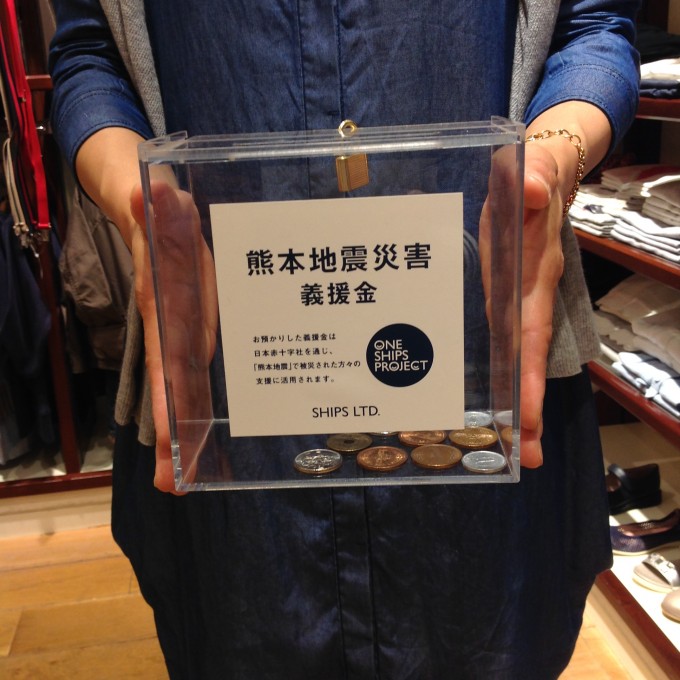 熊本地震災害
義援金
お預かりした義援金は
日本赤十字社を通じ、
「熊本地震」で被災された方々の
支援に活用されます。
ONE
SHIPS
PROJECT
SHIPS LTD.